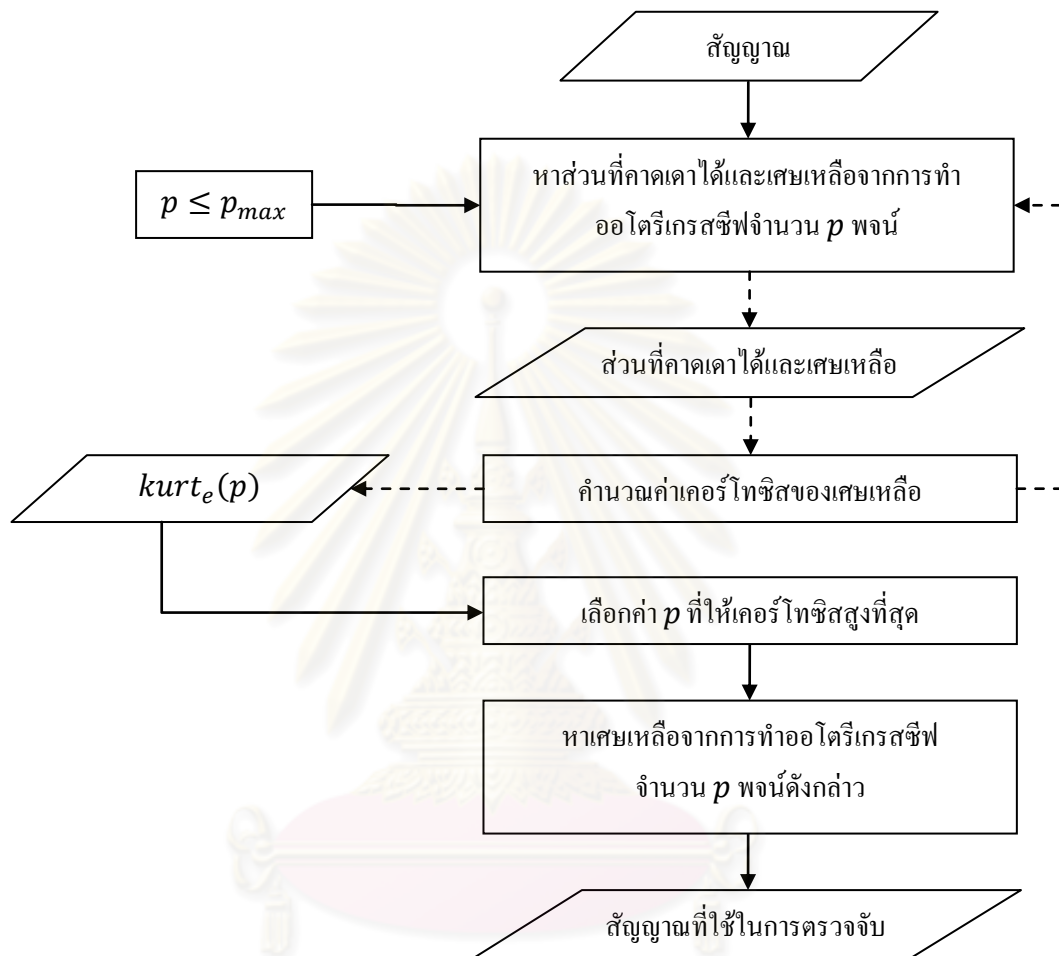 สัญญาณ
หาส่วนที่คาดเดาได้และเศษเหลือจากการทำ
ออโตรีเกรสซีฟจำนวน p พจน์
p ≤ p_max
ส่วนที่คาดเดาได้และเศษเหลือ
kurt_e(p)
คำนวณค่าเคอร์โทซิสของเศษเหลือ
เลือกค่า p ที่ให้เคอร์โทซิสสูงที่สุด
หาเศษเหลือจากการทำออโตรีเกรสซีฟ
จำนวน p พจน์ดังกล่าว
สัญญาณที่ใช้ในการตรวจจับ